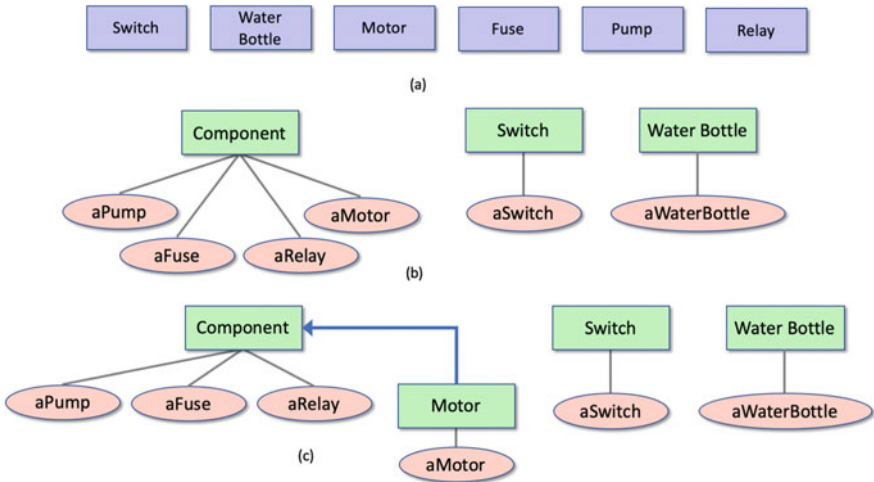 Switch
Water
Bottle
Motor
Fuse
Pump
Relay
(a)
Component
Switch
Water Bottle
aPump
aMotor
aSwitch
aWaterBottle
aFuse
aRelay
(b)
Component
Switch
Water Bottle
aPump
aFuse
aRelay
Motor
aSwitch
aWaterBottle
(c)
aMotor